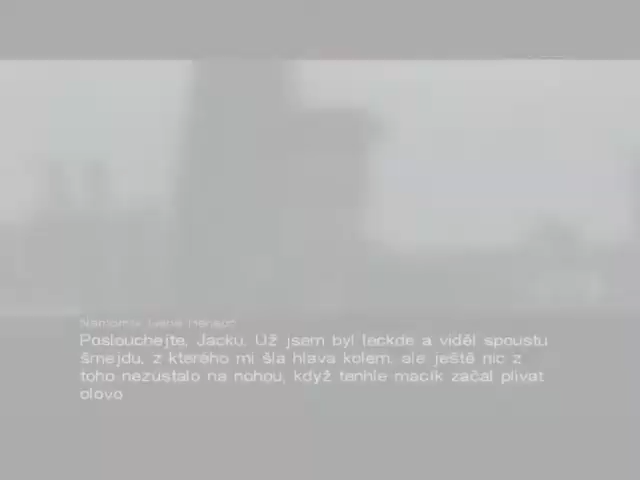 Poslouchejte, Jacku. Už jsem byl leckde a viděl spoustu
šmejdu, z kterého mi šla hlava kolem, ale ještě nic z
toho nezustalo na nohou, když tenhle macík začal plivat
olovo